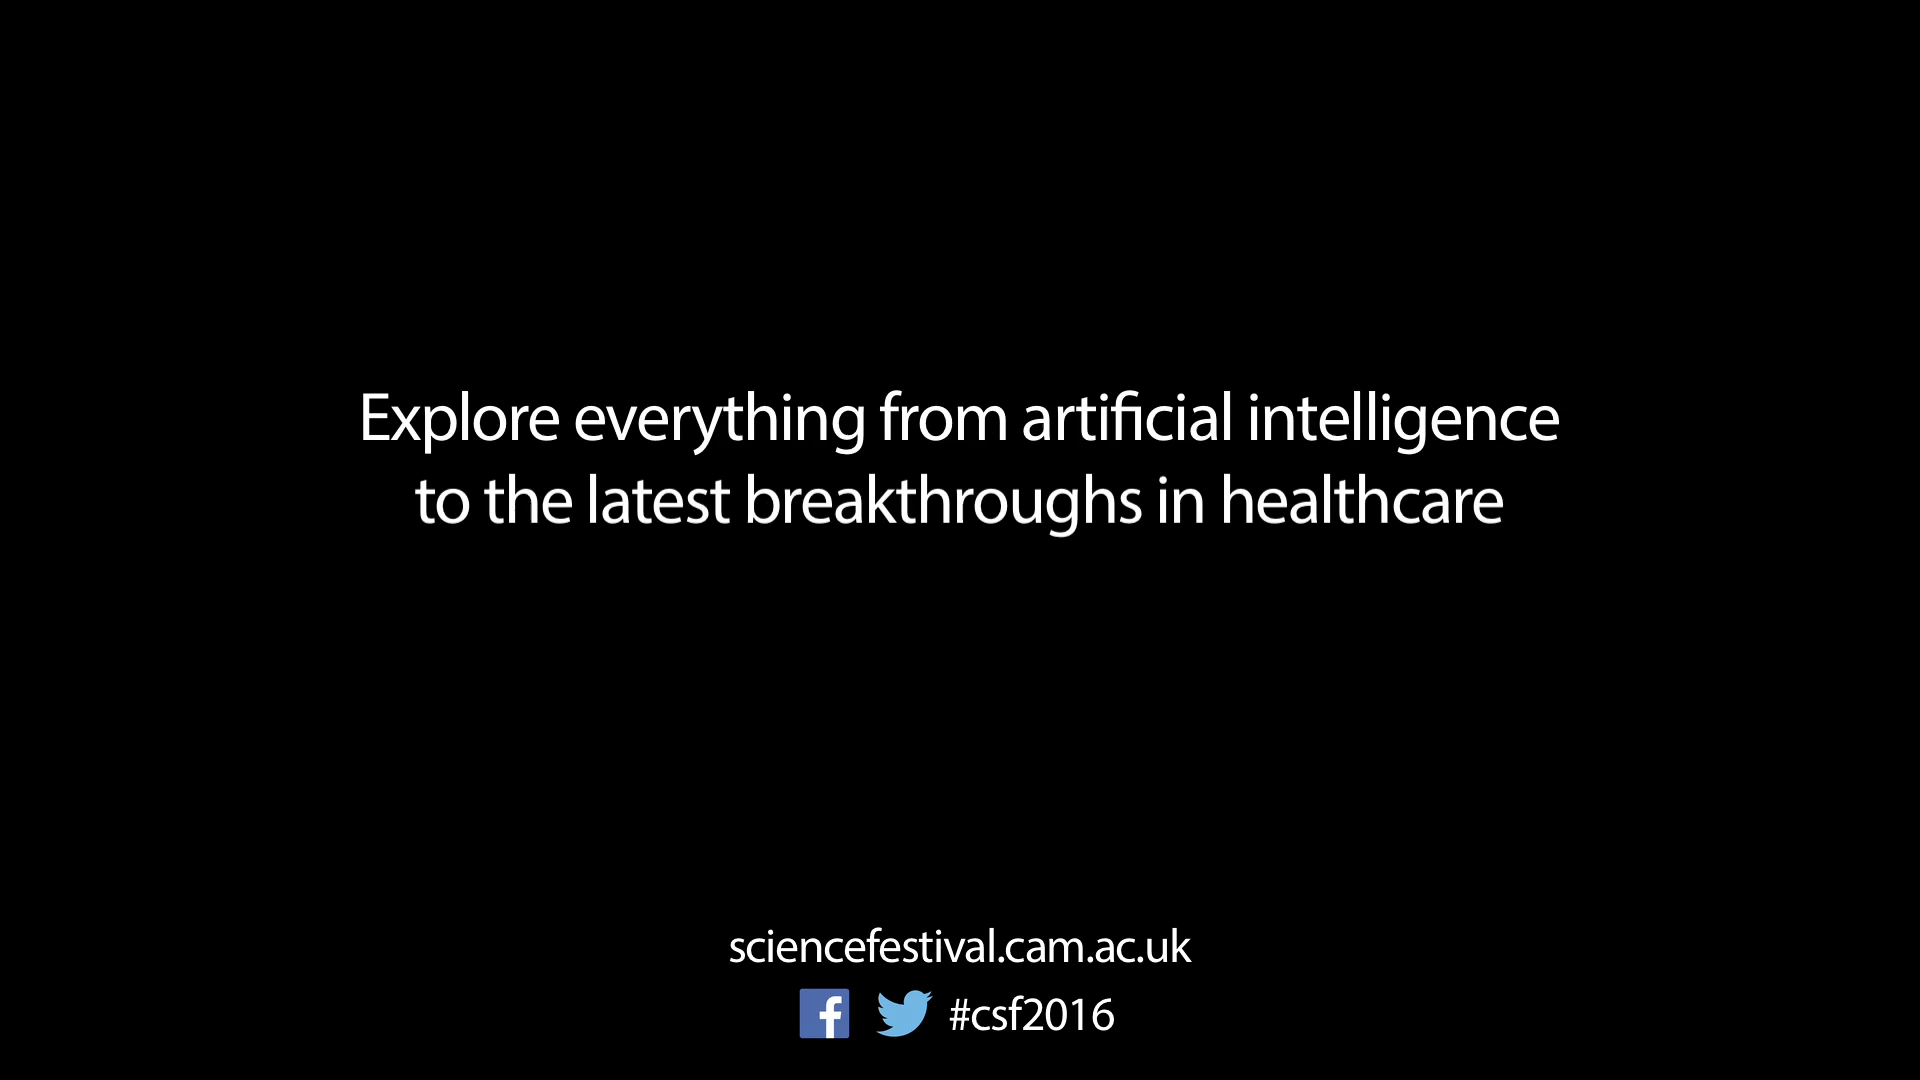 Explore everything from artificial intelligence
to the latest breakthroughs in healthcare
sciencefestival.cam.ac.uk
#csf2016